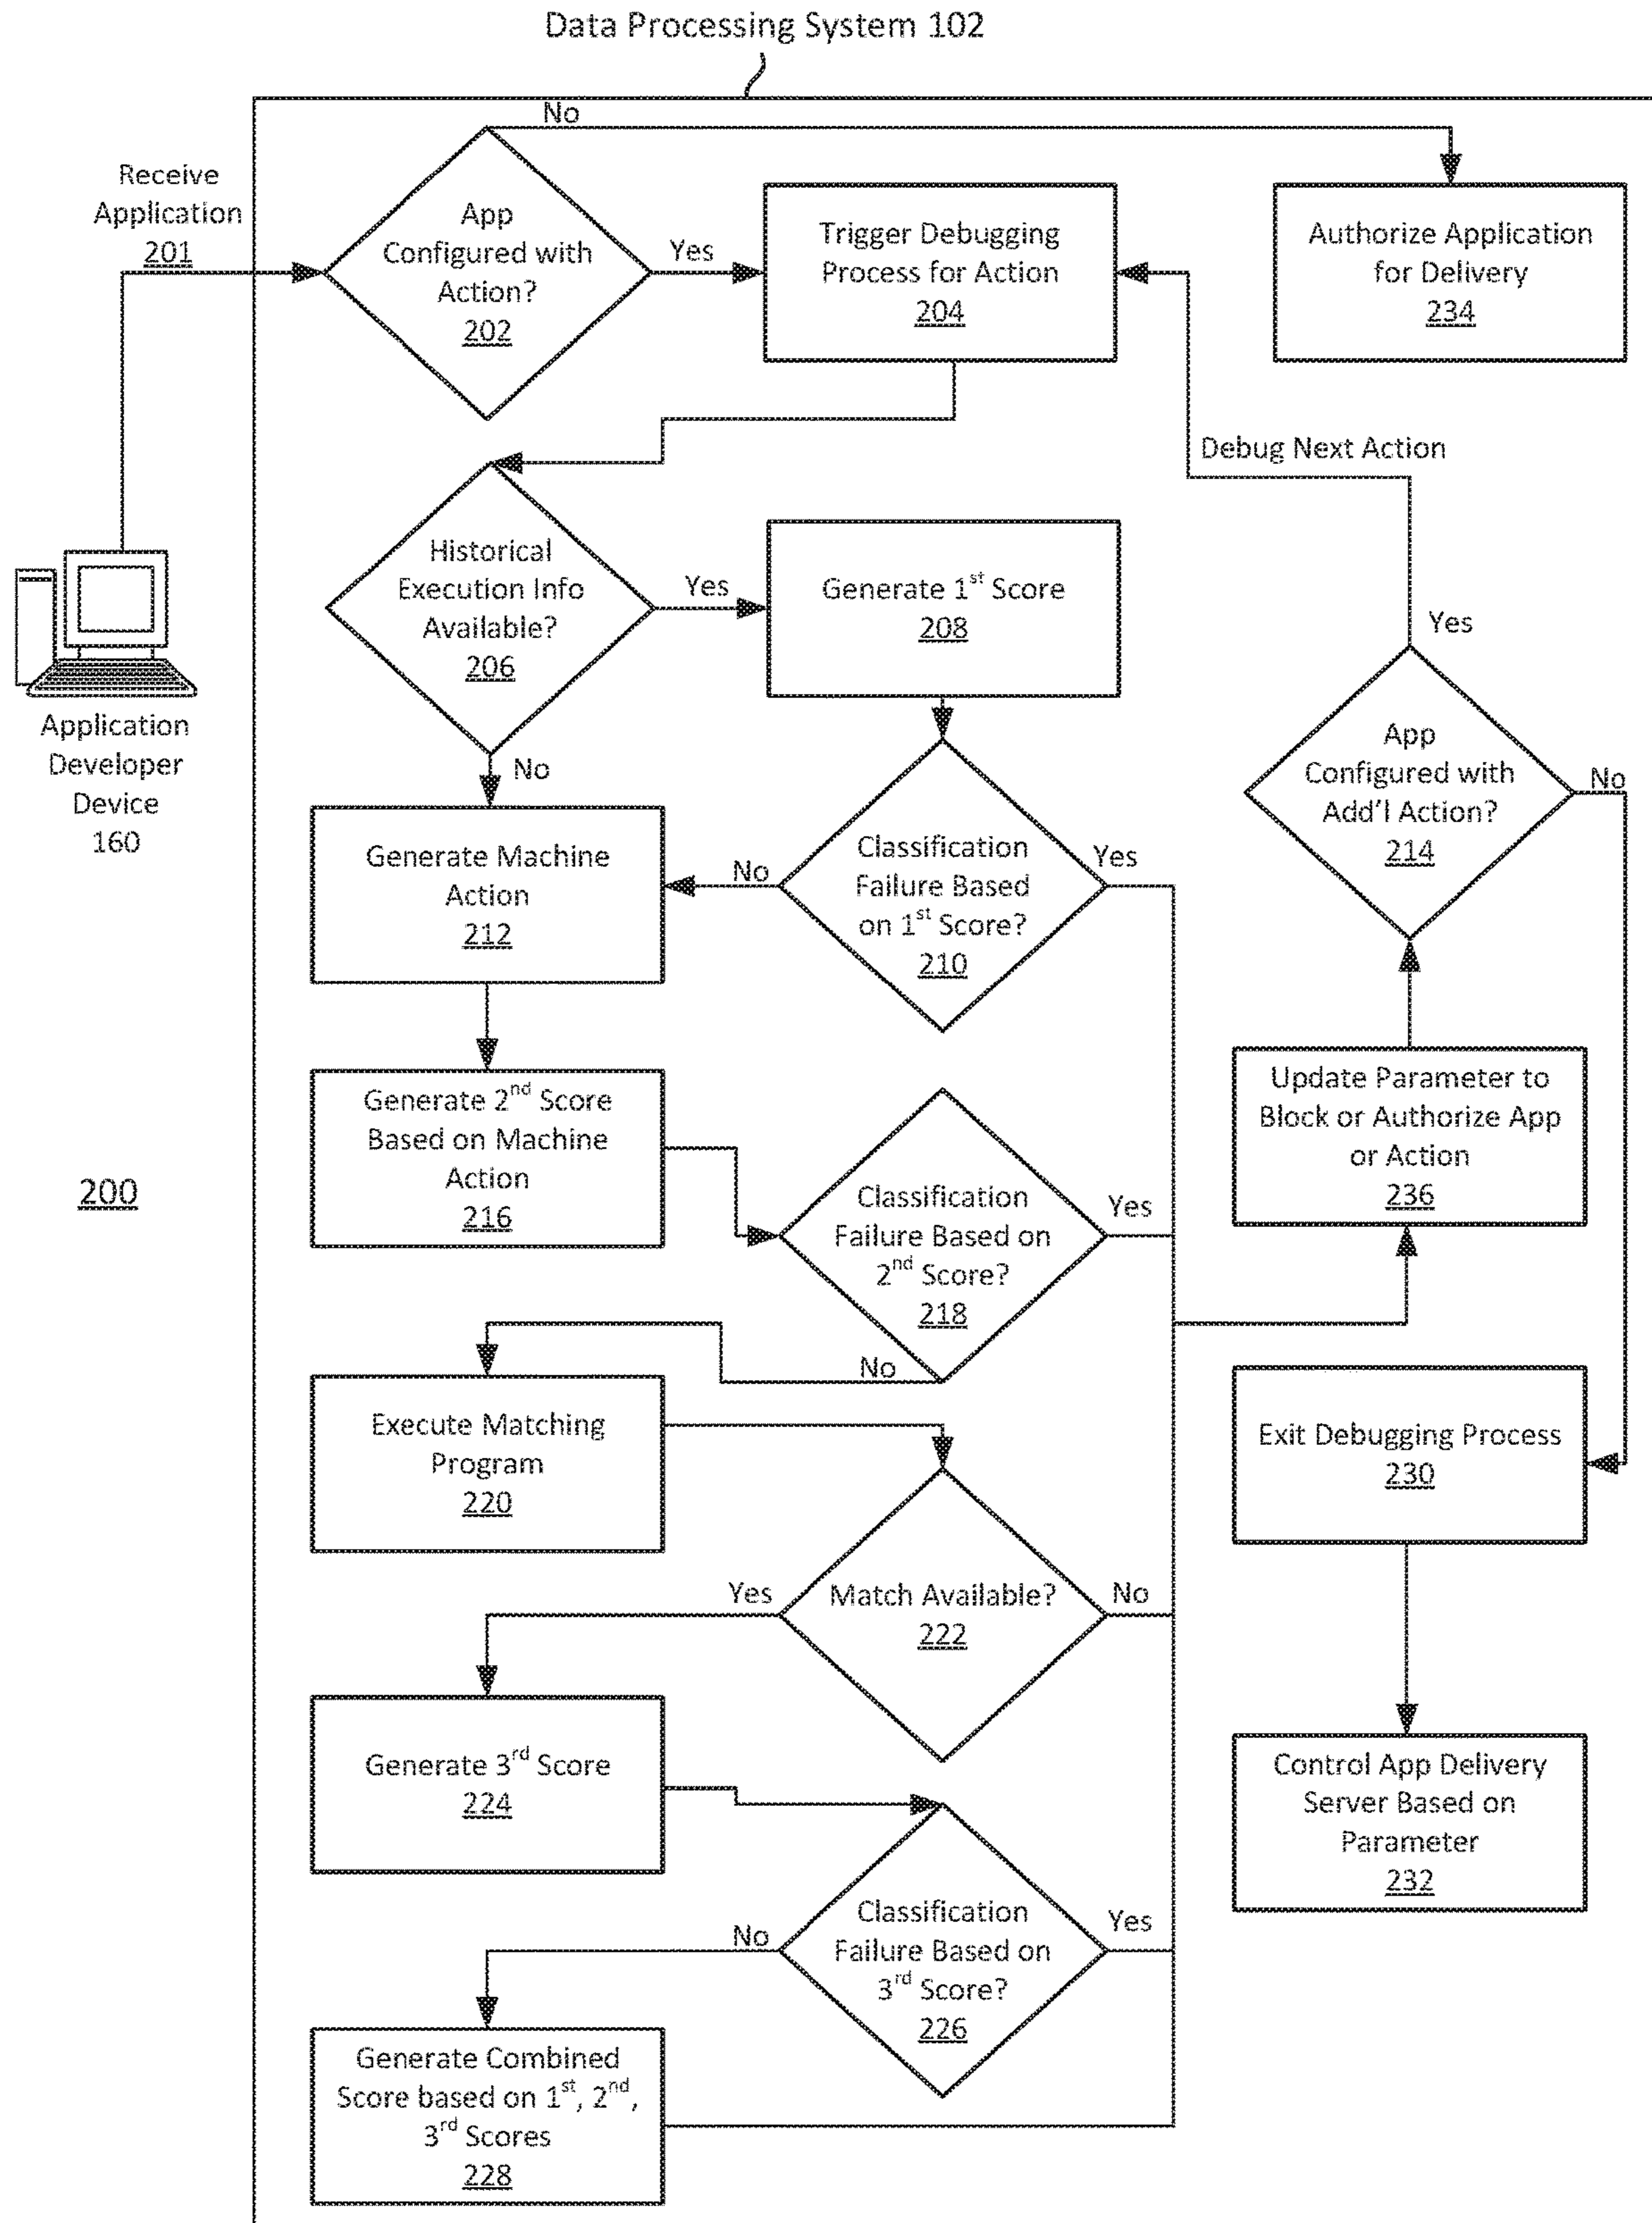 Data Processing System 102
No
Receive
Application
201
App
Configured with
Action?
202
Yes
Trigger Debugging
Process for Action
204
Authorize Application
for Delivery
234
Debug Next Action
Historical
Execution Info
Available?
206
Yes
Generate 1st Score
208
Yes
No
Application
Developer
Device
160
App
Configured with
Add'l Action?
214
No
Generate Machine
Action
212
No
Classification
Failure Based
on 1st Score?
210
Yes
Generate 2nd Score
Based on Machine
Action
216
Update Parameter to
Block or Authorize App
or Action
236
200
Classification
Failure Based on
2nd Score?
218
Yes
No
Execute Matching
Program
220
Exit Debugging Process
230
Yes
Match Available?
222
No
Generate 3rd Score
224
Control App Delivery
Server Based on
Parameter
232
No
Classification
Failure Based on
3rd Score?
226
Yes
Generate Combined
Score based on 1st, 2nd,
3rd Scores
228